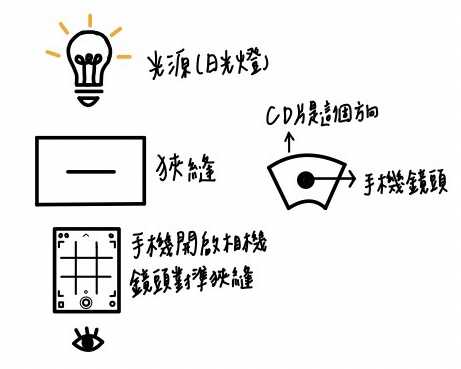 光源(日光燈)
CD片是這個方向
狹縫
手機鏡頭
手機開啟相機
鏡頭對準狹縫